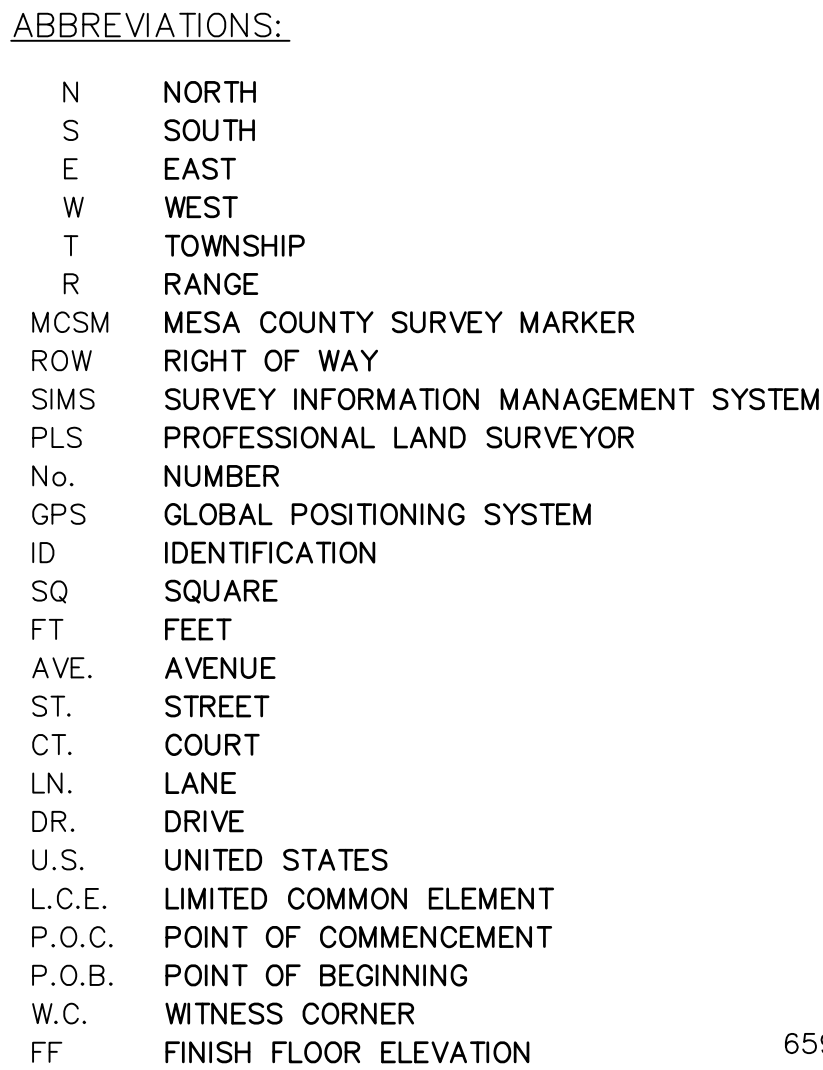 ABBREVIATIONS:
N NORTH
S SOUTH
E EAST
W WEST
T TOWNSHIP
R RANGE
MCSM MESA COUNTY SURVEY MARKER
ROW RIGHT OF WAY
SIMS SURVEY INFORMATION MANAGEMENT SYSTEM
PLS PROFESSIONAL LAND SURVEYOR
No. NUMBER
GPS GLOBAL POSITIONING SYSTEM
ID IDENTIFICATION
SQ SQUARE
FT FEET
AVE. AVENUE
ST. STREET
CT. COURT
LN. LANE
DR. DRIVE
U.S. UNITED STATES
L.C.E. LIMITED COMMON ELEMENT
P.O.C. POINT OF COMMENCEMENT
P.O.B. POINT OF BEGINNING
W.C. WITNESS CORNER
FF FINISH FLOOR ELEVATION